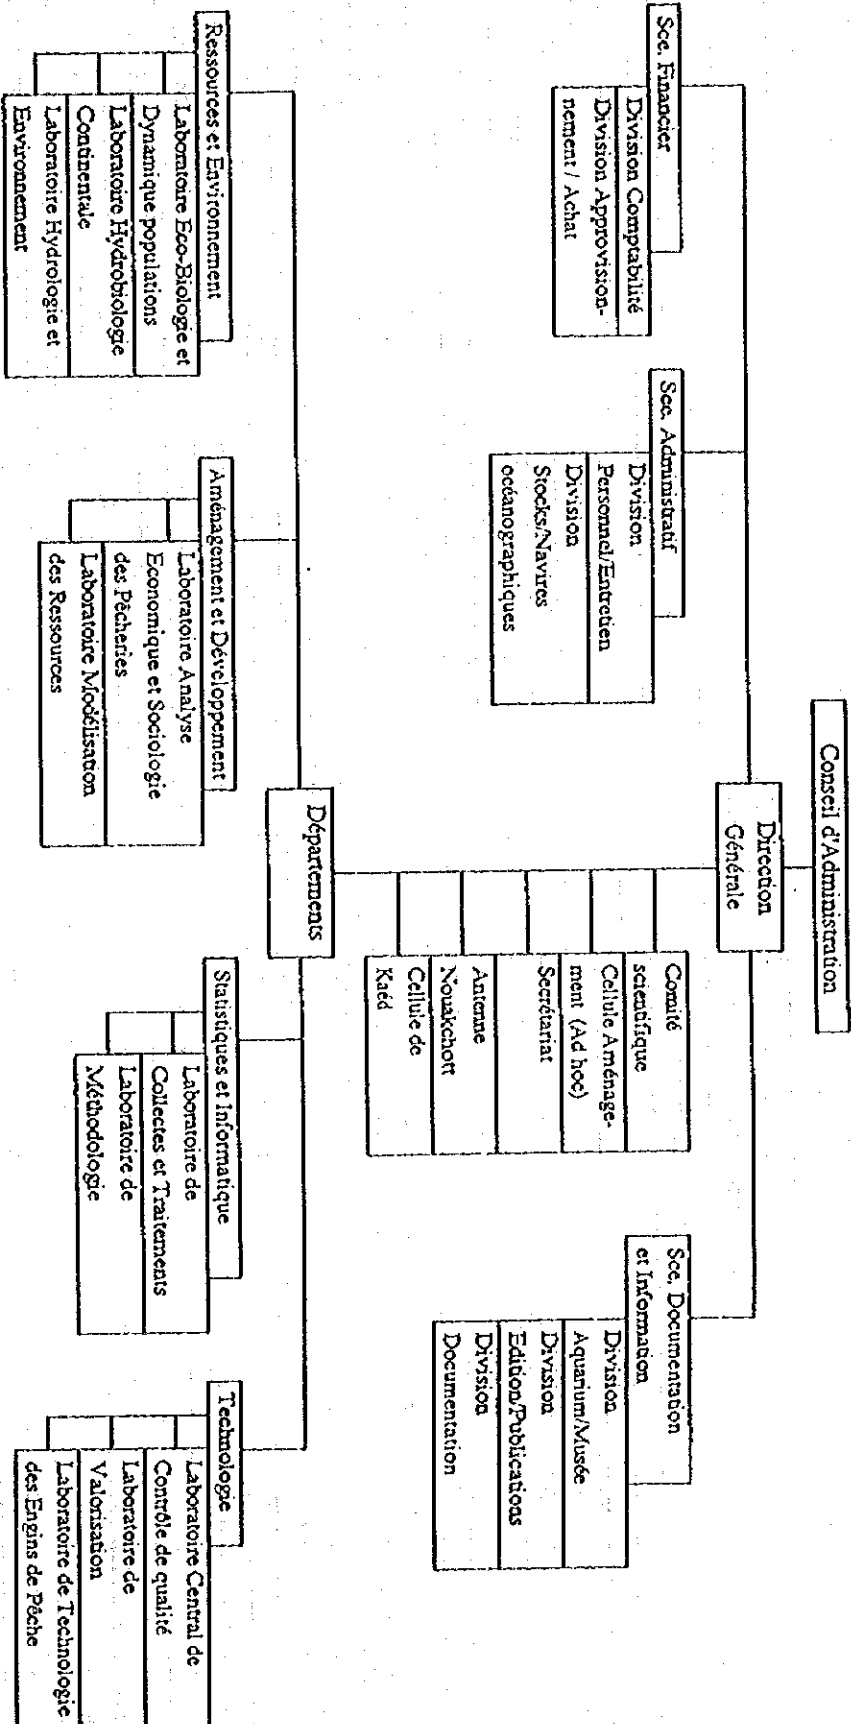 Conseil d'Administration
Direction
Générale
Sce. Financier
Division Comptabilité
Division Approvision-
nement / Achat
Sce. Administratif
Division
Personnel/Entretien
Division
Stocks/Navires
océanographiques
Comité
scientifique
Cellule Aménage-
ment (Ad hoc)
Secrétariat
Antenne
Nouakchott
Cellule de
Kaéd
Sce. Documentation
et Information
Division
Aquarium/Musée
Division
Edition/Publications
Division
Documentation
Départements
Ressources et Environnement
Laboratoire Eco-Biologie et
Dynamique populations
Laboratoire Hydrobiologie
Continentale
Laboratoire Hydrologie et
Environnement
Aménagement et Développement
Laboratoire Analyse
Economique et Sociologie
des Pêcheries
Laboratoire Modélisation
des Ressources
Statistiques et Informatique
Laboratoire de
Collectes et Traitements
Laboratoire de
Méthodologie
Technologie
Laboratoire Central de
Contrôle de qualité
Laboratoire de
Valorisation
Laboratoire de Technologie
des Engins de Pêche